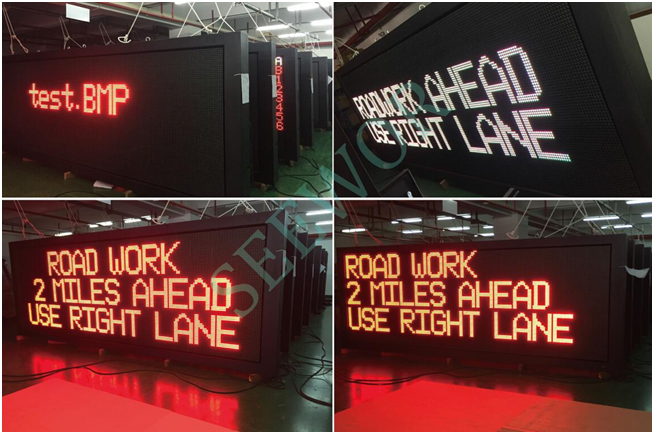 test.BMP
AB123456
ROADWORK AHEAD
USE RIGHT LANE
ROAD WORK
2 MILES AHEAD
USE RIGHT LANE
ROAD WORK
2 MILES AHEAD
USE RIGHT LANE